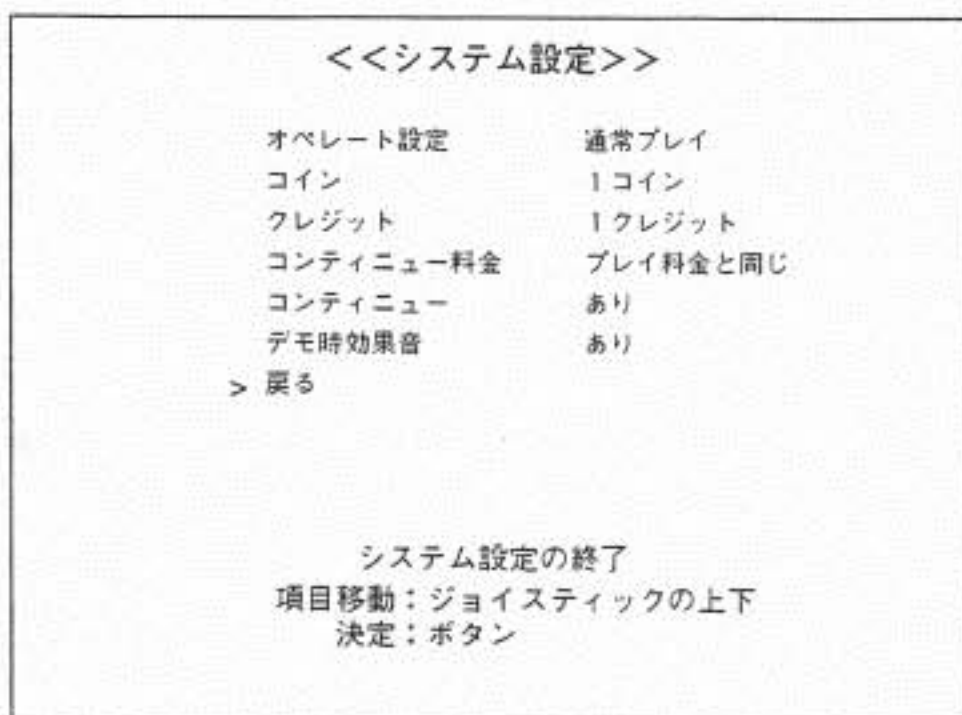 <<システム設定>>
オペレート設定 通常プレイ
コイン 1コイン
クレジット 1クレジット
コンティニュー料金 プレイ料金と同じ
コンティニュー あり
デモ時効果音 あり
> 戻る
システム設定の終了
項目移動：ジョイスティックの上下
決定：ボタン